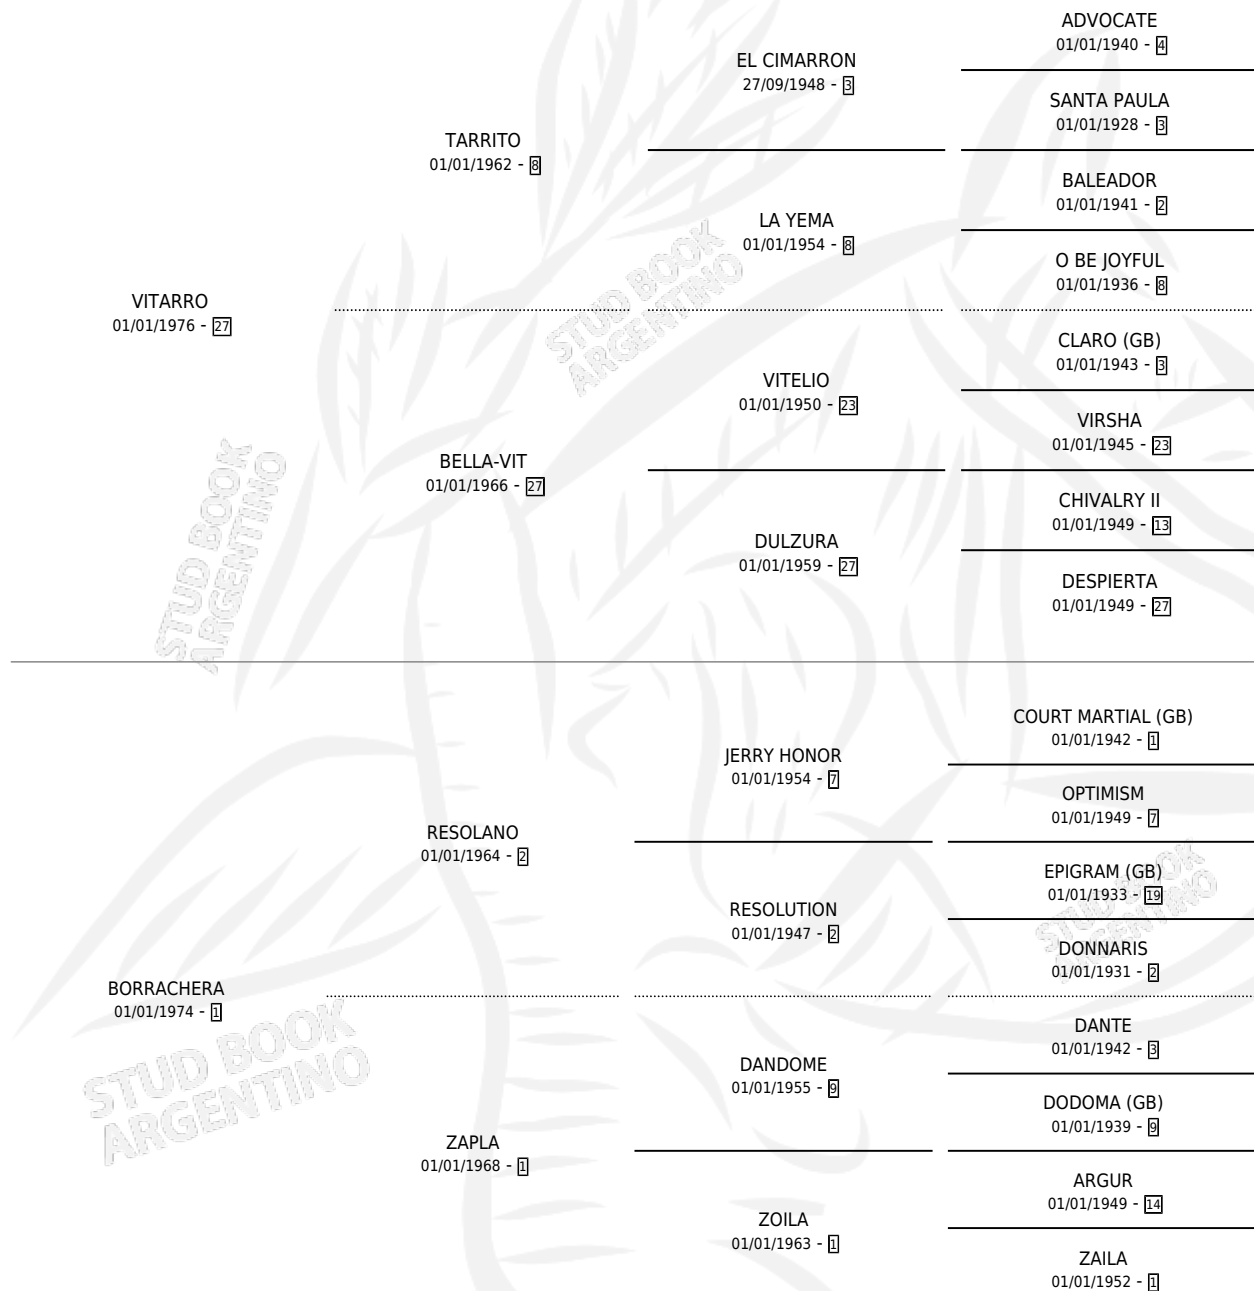 ADVOCATE
01/01/1940 - 4
EL CIMARRON
27/09/1948 - 3
SANTA PAULA
01/01/1928 - 3
TARRITO
01/01/1962 - 8
BALEADOR
01/01/1941 - 2
LA YEMA
01/01/1954 - 8
O BE JOYFUL
01/01/1936 - 8
VITARRO
01/01/1976 - 27
CLARO (GB)
01/01/1943 - 3
VITELIO
01/01/1950 - 23
VIRSHA
01/01/1945 - 23
BELLA-VIT
01/01/1966 - 27
CHIVALRY II
01/01/1949 - 13
DULZURA
01/01/1959 - 27
DESPIERTA
01/01/1949 - 27
COURT MARTIAL (GB)
01/01/1942 - 1
JERRY HONOR
01/01/1954 - 7
OPTIMISM
01/01/1949 - 7
RESOLANO
01/01/1964 - 2
EPIGRAM (GB)
01/01/1933 - 19
RESOLUTION
01/01/1947 - 2
DONNARIS
01/01/1931 - 2
BORRACHERA
01/01/1974 - 1
DANTE
01/01/1942 - 3
DANDOME
01/01/1955 - 9
DODOMA (GB)
01/01/1939 - 9
ZAPLA
01/01/1968 - 1
ARGUR
01/01/1949 - 14
ZOILA
01/01/1963 - 1
ZAILA
01/01/1952 - 1
STUD BOOK
ARGENTINO
STUD BOOK
ARGENTINO
STUD BOOK
ARGENTINO
STUD BOOK
ARGENTINO